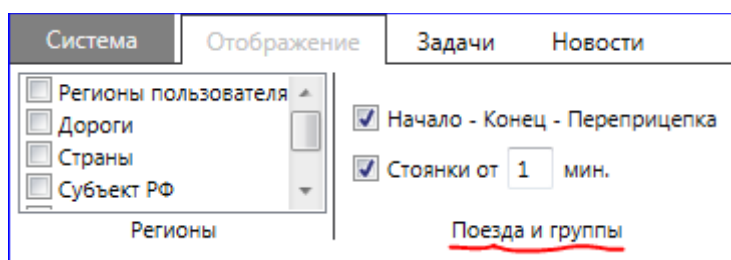 Система Отображение Задачи Новости
Регионы пользователя
Дороги
Страны
Субъект РФ
Регионы
Начало - Конец - Переприцепка
Стоянки от 1 мин.
Поезда и группы